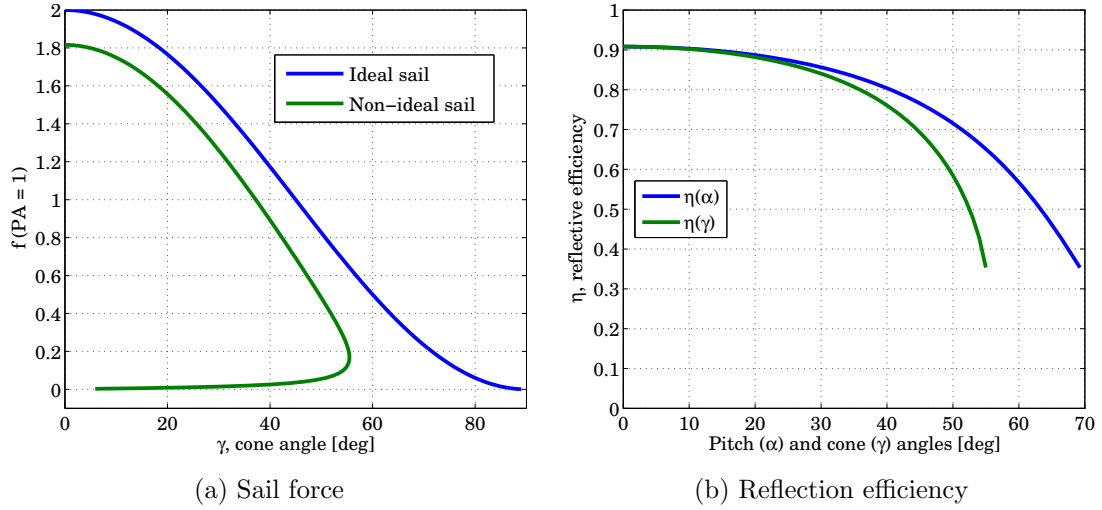 2
1.8
1.6
1.4
1.2
1
0.8
0.6
0.4
0.2
0
f (PA = 1)
Ideal sail
Non−ideal sail
0 20 40 60 80
γ, cone angle [deg]
(a) Sail force
1
0.9
0.8
0.7
0.6
0.5
0.4
0.3
0.2
0.1
0
η, reflective efficiency
η(α)
η(γ)
0 10 20 30 40 50 60 70
Pitch (α) and cone (γ) angles [deg]
(b) Reflection efficiency